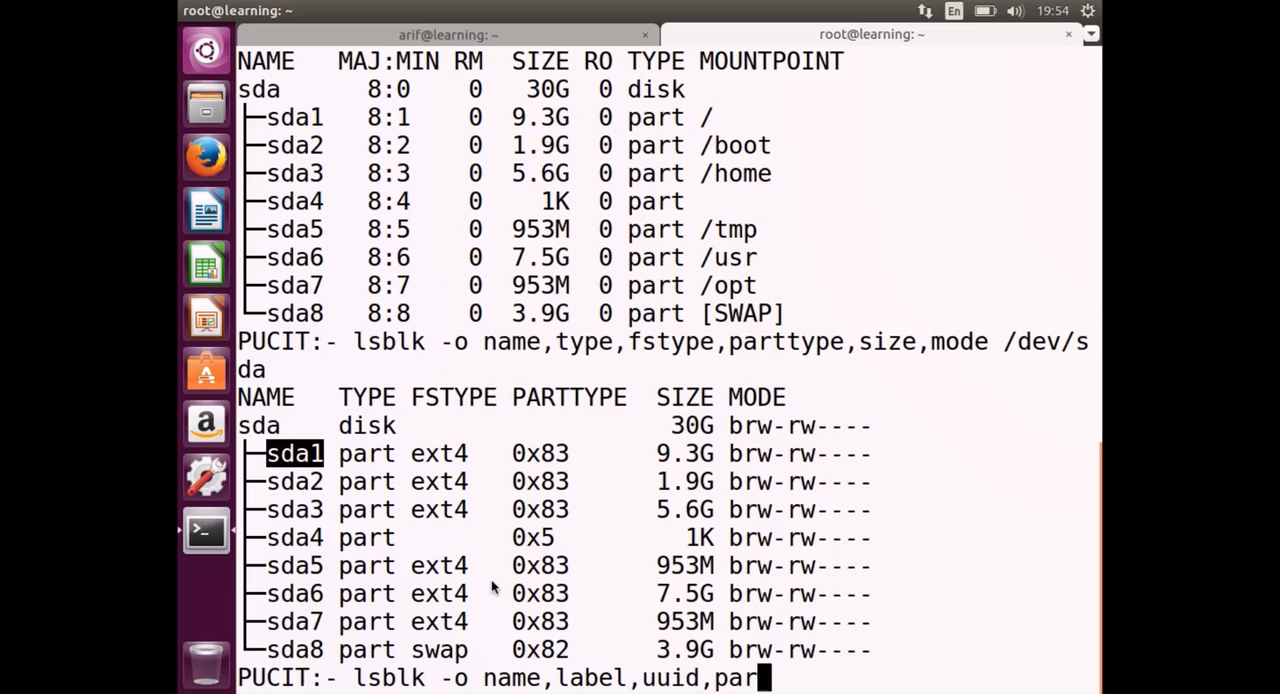 root@learning: ~
En
19:54
arif@learning: ~ ×
root@learning: ~ ×
NAME MAJ:MIN RM SIZE RO TYPE MOUNTPOINT
sda 8:0 0 30G 0 disk
├─sda1 8:1 0 9.3G 0 part /
├─sda2 8:2 0 1.9G 0 part /boot
├─sda3 8:3 0 5.6G 0 part /home
├─sda4 8:4 0 1K 0 part
├─sda5 8:5 0 953M 0 part /tmp
├─sda6 8:6 0 7.5G 0 part /usr
├─sda7 8:7 0 953M 0 part /opt
└─sda8 8:8 0 3.9G 0 part [SWAP]
PUCIT:- lsblk -o name,type,fstype,parttype,size,mode /dev/s
da
NAME TYPE FSTYPE PARTTYPE SIZE MODE
sda disk 30G brw-rw----
├─sda1 part ext4 0x83 9.3G brw-rw----
├─sda2 part ext4 0x83 1.9G brw-rw----
├─sda3 part ext4 0x83 5.6G brw-rw----
├─sda4 part 0x5 1K brw-rw----
├─sda5 part ext4 0x83 953M brw-rw----
├─sda6 part ext4 0x83 7.5G brw-rw----
├─sda7 part ext4 0x83 953M brw-rw----
└─sda8 part swap 0x82 3.9G brw-rw----
PUCIT:- lsblk -o name,label,uuid,par